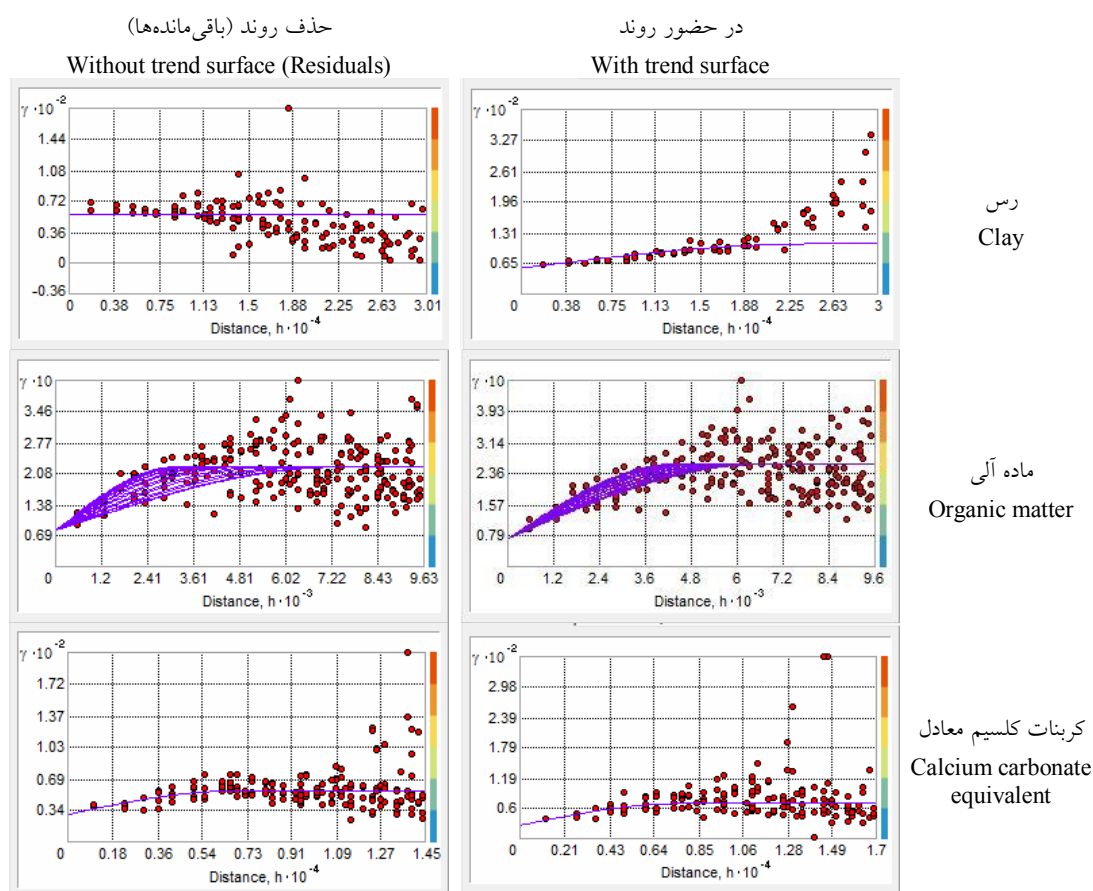 حذف روند (باقی‌مانده‌ها)
در حضور روند
Without trend surface (Residuals)
With trend surface
γ ·10 -2
1.44
1.08
0.72
0.36
0
-0.36
0 0.38 0.75 1.13 1.5 1.88 2.25 2.63 3.01
Distance, h · 10 -4
γ ·10 -2
3.27
2.61
1.96
1.31
0.65
0 0.38 0.75 1.13 1.5 1.88 2.25 2.63 3
Distance, h · 10 -4
رس
Clay
γ ·10
3.46
2.77
2.08
1.38
0.69
0 1.2 2.41 3.61 4.81 6.02 7.22 8.43 9.63
Distance, h · 10 -3
γ ·10
3.93
3.14
2.36
1.57
0.79
0 1.2 2.4 3.6 4.8 6 7.2 8.4 9.6
Distance, h · 10 -3
ماده آلی
Organic matter
γ ·10 -2
1.72
1.37
1.03
0.69
0.34
0 0.18 0.36 0.54 0.73 0.91 1.09 1.27 1.45
Distance, h · 10 -4
γ ·10 -2
2.98
2.39
1.79
1.19
0.6
0 0.21 0.43 0.64 0.85 1.06 1.28 1.49 1.7
Distance, h · 10 -4
کربنات کلسیم معادل
Calcium carbonate
equivalent